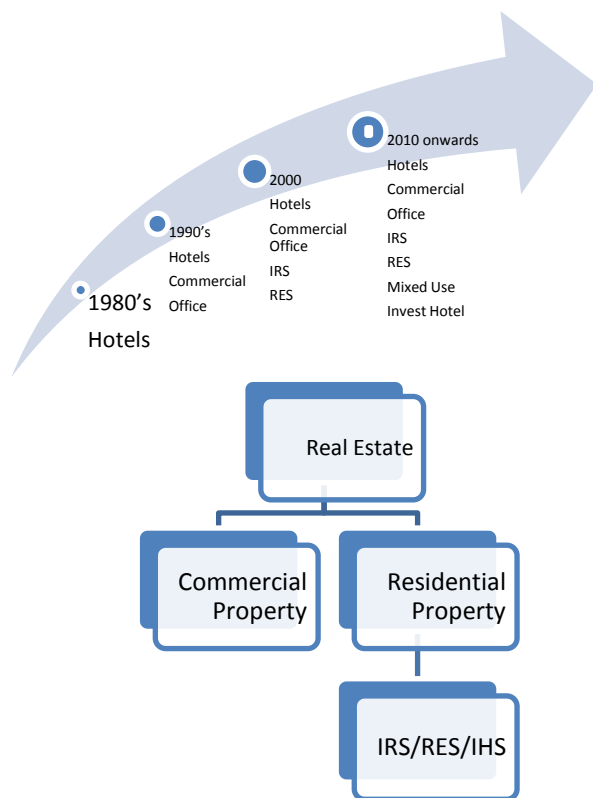 1980's
Hotels
1990's
Hotels
Commercial
Office
2000
Hotels
Commercial
Office
IRS
RES
2010 onwards
Hotels
Commercial
Office
IRS
RES
Mixed Use
Invest Hotel
Real Estate
Commercial
Property
Residential
Property
IRS/RES/IHS